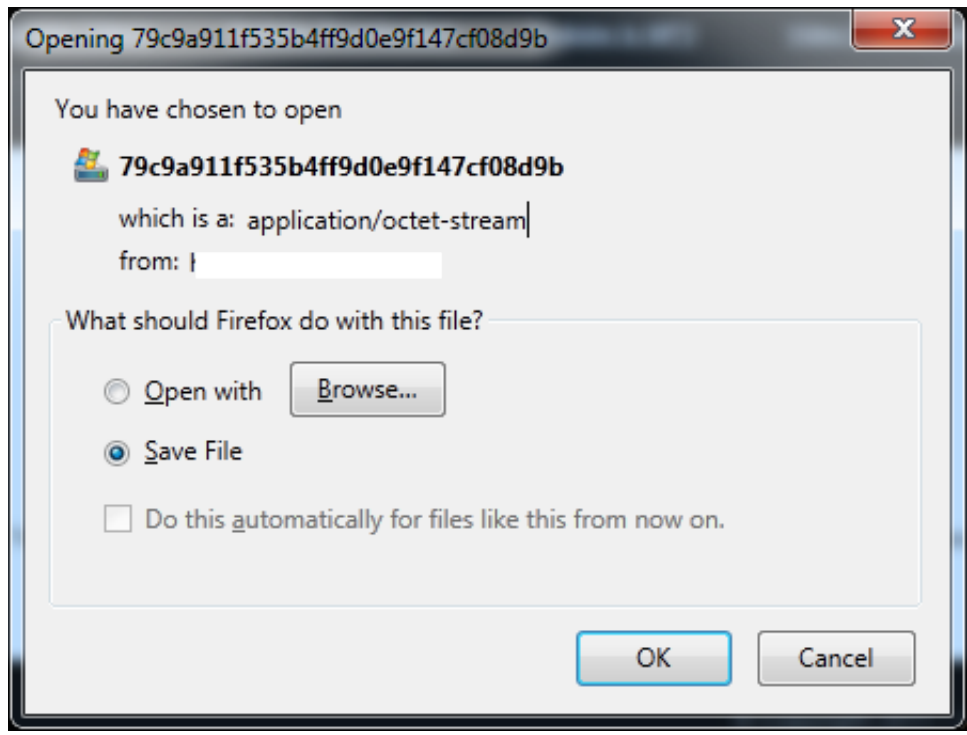 Opening 79c9a911f535b4ff9d0e9f147cf08d9b
You have chosen to open
79c9a911f535b4ff9d0e9f147cf08d9b
which is a: application/octet-stream
from:
What should Firefox do with this file?
Open with Browse...
Save File
Do this automatically for files like this from now on.
OK Cancel